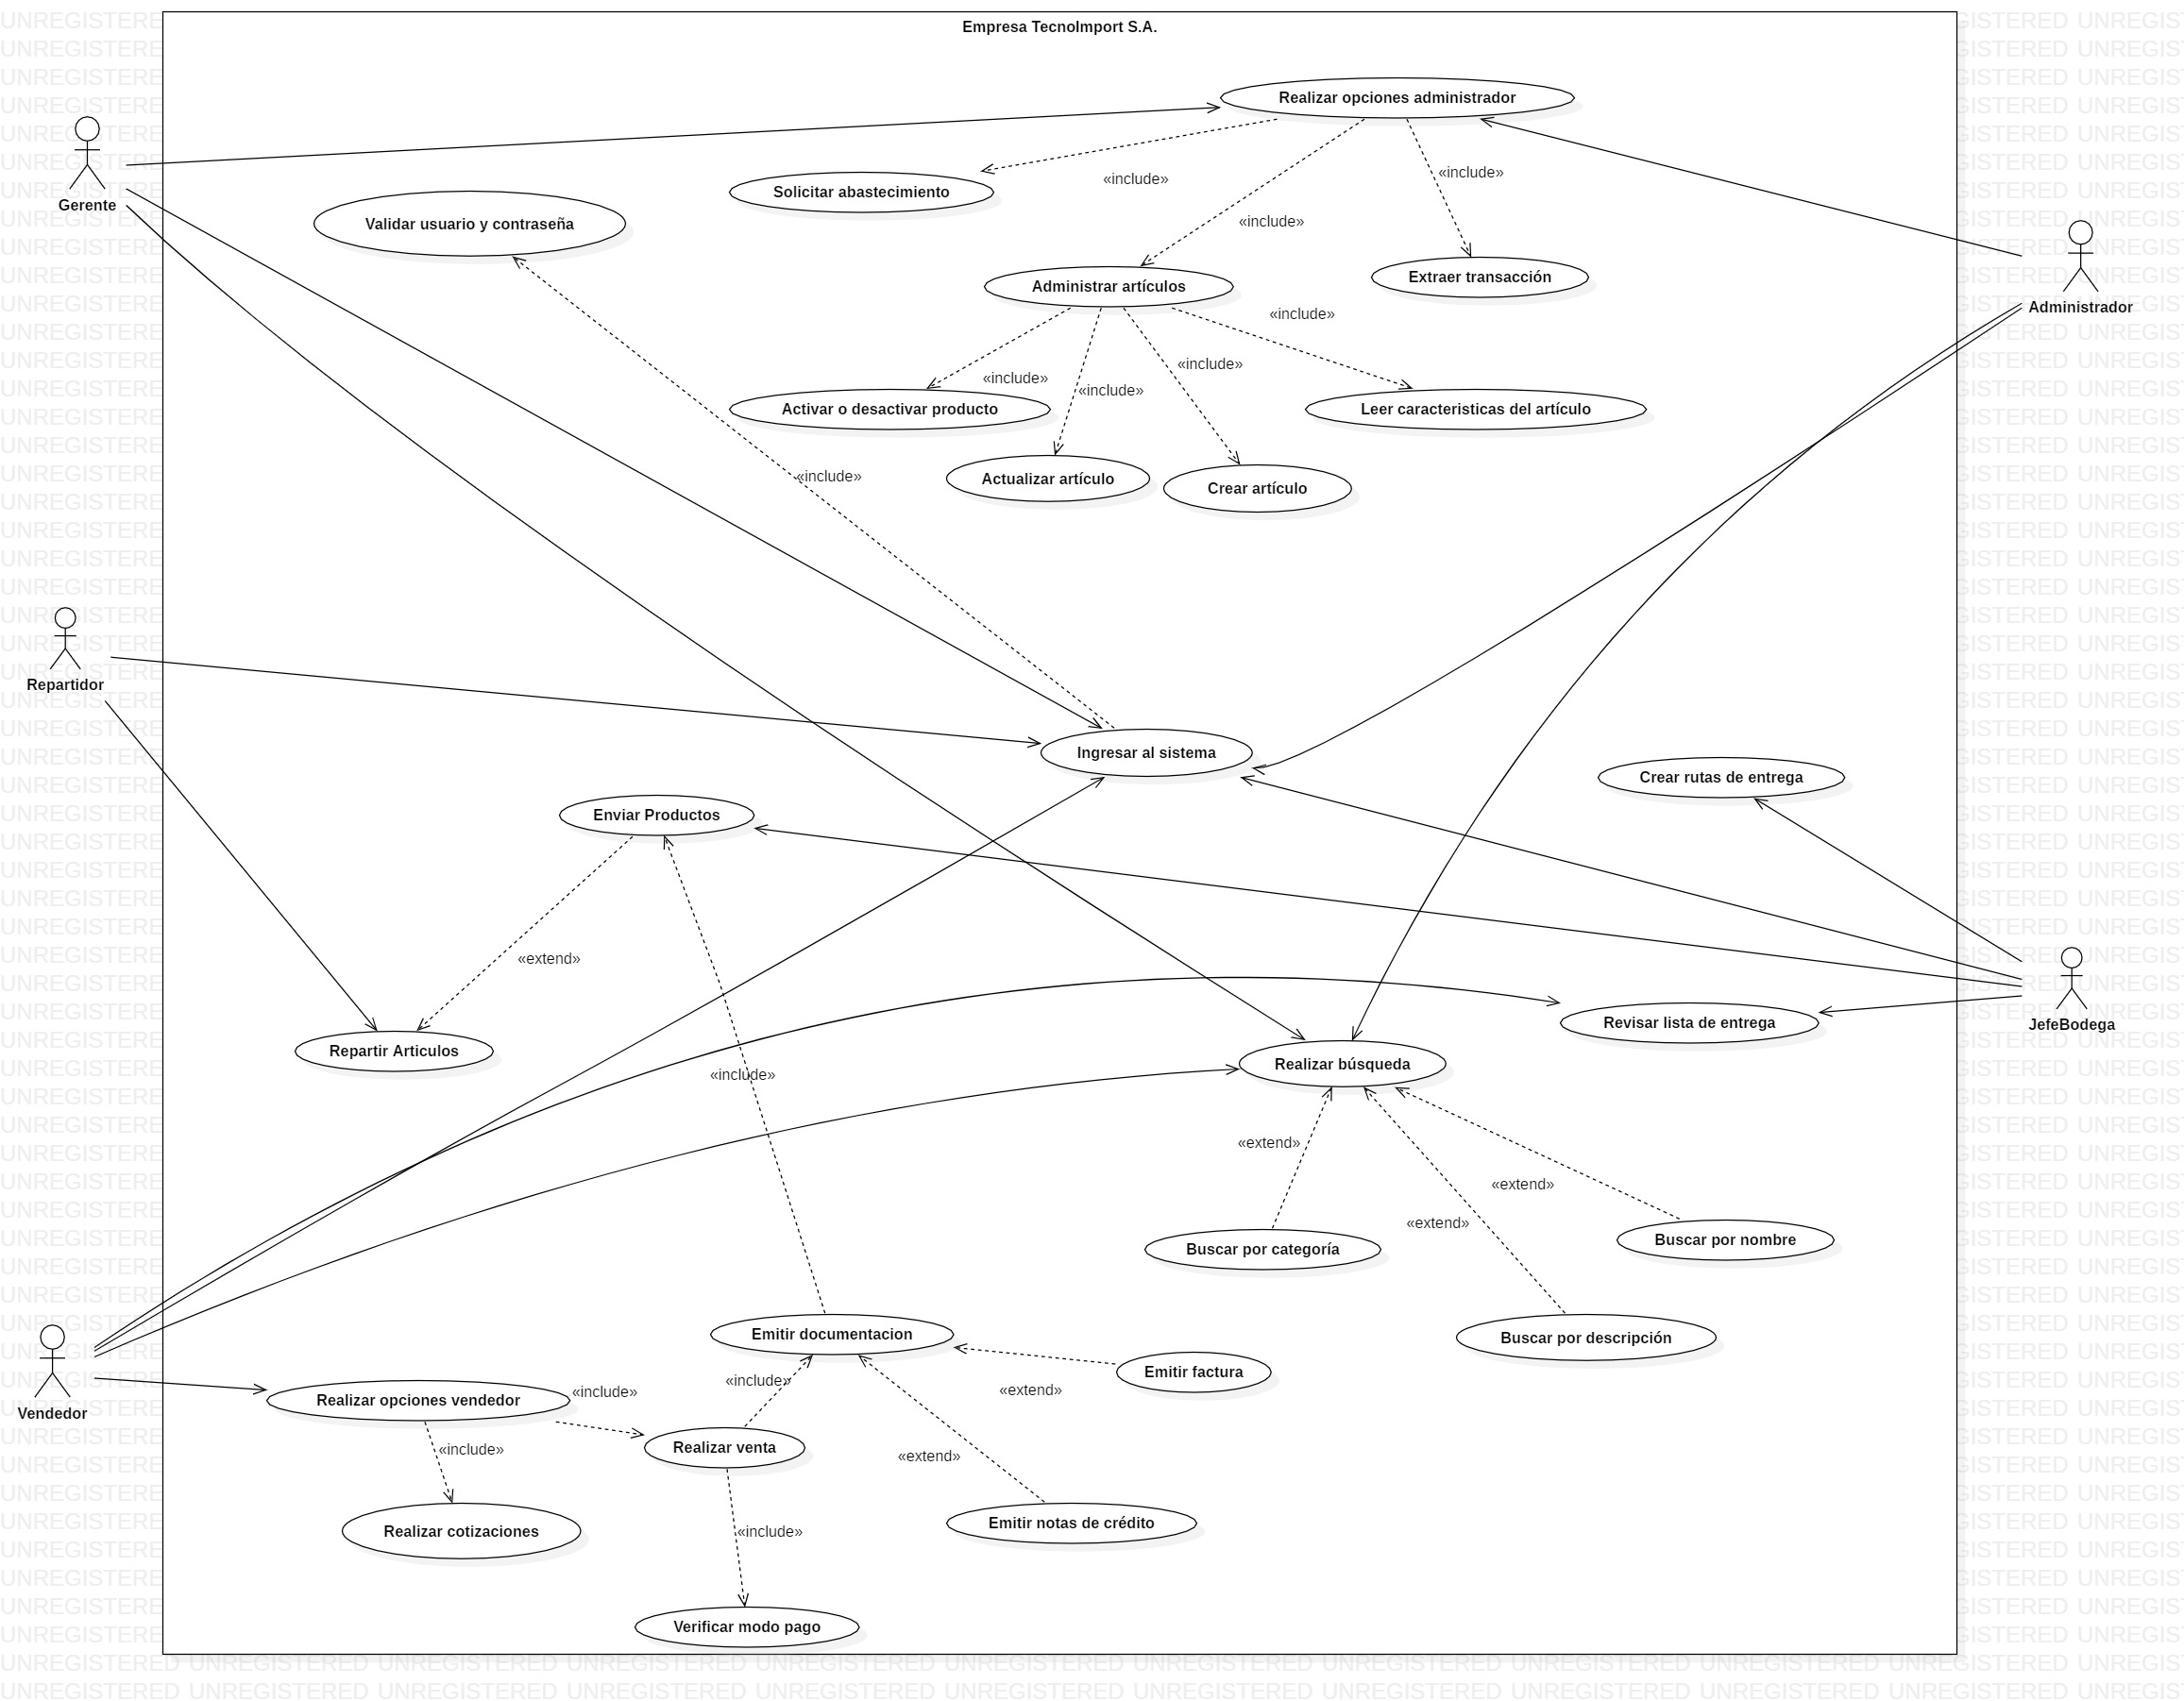 Empresa TecnoImport S.A.
Realizar opciones administrador
Gerente
Solicitar abastecimiento
«include»
«include»
Validar usuario y contraseña
«include»
Administrar artículos
Extraer transacción
Administrador
«include»
«include»
«include»
«include»
Activar o desactivar producto
Leer caracteristicas del artículo
«include»
Actualizar artículo
Crear artículo
Repartidor
Ingresar al sistema
Crear rutas de entrega
Enviar Productos
«extend»
Revisar lista de entrega
JefeBodega
Repartir Articulos
Realizar búsqueda
«include»
«extend»
«extend»
«extend»
Buscar por categoría
Buscar por nombre
Emitir documentacion
Buscar por descripción
Emitir factura
«include»
«extend»
Vendedor
Realizar opciones vendedor
«include»
«include»
Realizar venta
«extend»
Realizar cotizaciones
Emitir notas de crédito
«include»
Verificar modo pago
UNREGISTERED UNREGISTERED UNREGISTERED UNREGISTERED UNREGISTERED UNREGISTERED UNREGISTERED UNREGISTERED UNREGISTERED UNREGISTERED UNREGISTERED UNREGIS